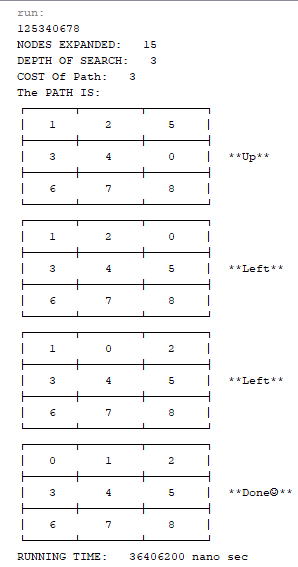 run:
125340678
NODES EXPANDED: 15
DEPTH OF SEARCH: 3
COST Of Path: 3
The PATH IS:
1 2 5
3 4 0 **Up**
6 7 8
1 2 0
3 4 5 **Left**
6 7 8
1 0 2
3 4 5 **Left**
6 7 8
0 1 2
3 4 5 **Done☺**
6 7 8
RUNNING TIME: 36406200 nano sec